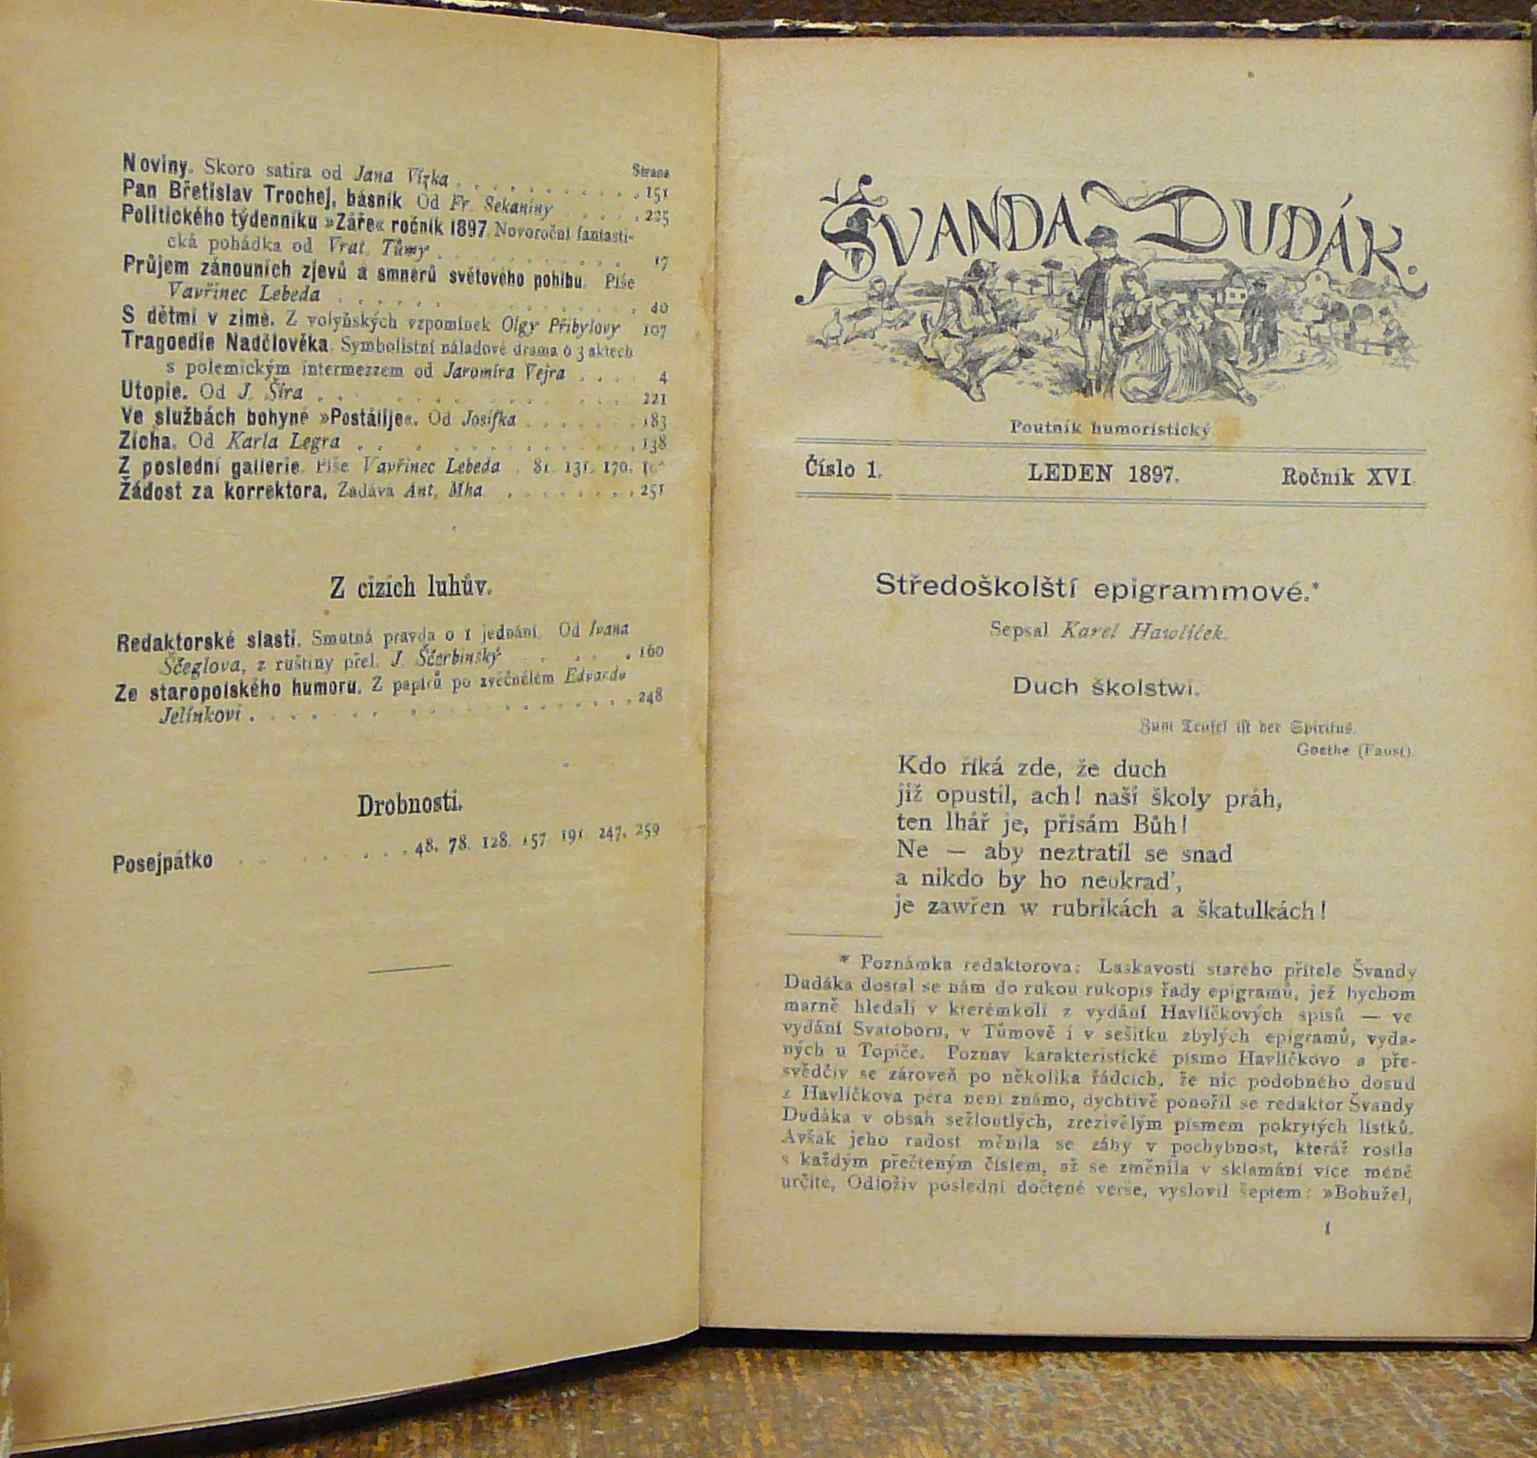 Strana
Noviny. Skoro satira od Jana Vízka . . . . . . . . . . 151
Pan Břetislav Trochej, básník Od Fr. Sekaniny . . . . 225
Politického týdenníku »Záře« ročník 1897 Novoroční fantasti-
cká pohádka od Vrat. Tůmy . . . . . . . . . . 17
Průjem zánouních zjevů a smněrů světového pohibu. Píše
Vavřinec Lebeda . . . . . . . . . . 40
S dětmi v zimě. Z volyňských vzpomínek Olgy Přibylovy 107
Tragoedie Nadčlověka. Symbolistní náladové drama o 3 aktech
s polemickým intermezzem od Jaromíra Vejra . . . . 4
Utopie. Od J. Šíra . . . . . . . . . . 221
Ve službách bohyně »Postálije«. Od Josífka . . . . . . 183
Zícha. Od Karla Legra . . . . . . . . . . 138
Z poslední gallerie. Píše Vavřinec Lebeda . 81. 131. 170.
Žádost za korrektora. Zadává Ant. Mha . . . . . . . 251
Z cizích luhův.
Redaktorské slasti. Smutná pravda o 1 jednání. Od Ivana
Ščeglova, z ruštiny přel. J. Ščerbinský . . . . 160
Ze staropolského humoru. Z papírů po zvěčnělém Edvardu
Jelínkovi . . . . . . . . . . 248
Drobnosti.
Posejpátko . . . . . . . 48. 78. 128. 157. 191. 247. 259
ŠVANDA DUDÁK.
Poutník humoristický
Číslo 1. LEDEN 1897. Ročník XVI.
Středoškolští epigrammové.*
Sepsal Karel Hawlíček.
Duch školstwí.
Zum Teufel ist der Spiritus.
Goethe (Faust).
Kdo říká zde, že duch
již opustil, ach! naší školy práh,
ten lhář je, přisám Bůh!
Ne — aby neztratil se snad
a nikdo by ho neukrad',
je zawřen w rubrikách a škatulkách!
* Poznámka redaktorova: Laskavostí starého přítele Švandy
Dudáka dostal se nám do rukou rukopis řady epigramů, jež bychom
marně hledali v kterémkoli z vydání Havlíčkových spisů — ve
vydání Svatoboru, v Tůmově i v sešitku zbylých epigramů, vyda-
ných u Topiče. Poznav karakteristické písmo Havlíčkovo a pře-
svědčiv se zároveň po několika řádcích, že nic podobného dosud
z Havlíčkova péra není známo, dychtivě ponořil se redaktor Švandy
Dudáka v obsah sežloutlých, zrezivělým písmem pokrytých lístků.
Avšak jeho radost měnila se záhy v pochybnost, kteráž rostla
s každým přečteným číslem, až se změnila v sklamání více méně
určité. Odloživ poslední dočtené verše, vyslovil šeptem: »Bohužel,
1